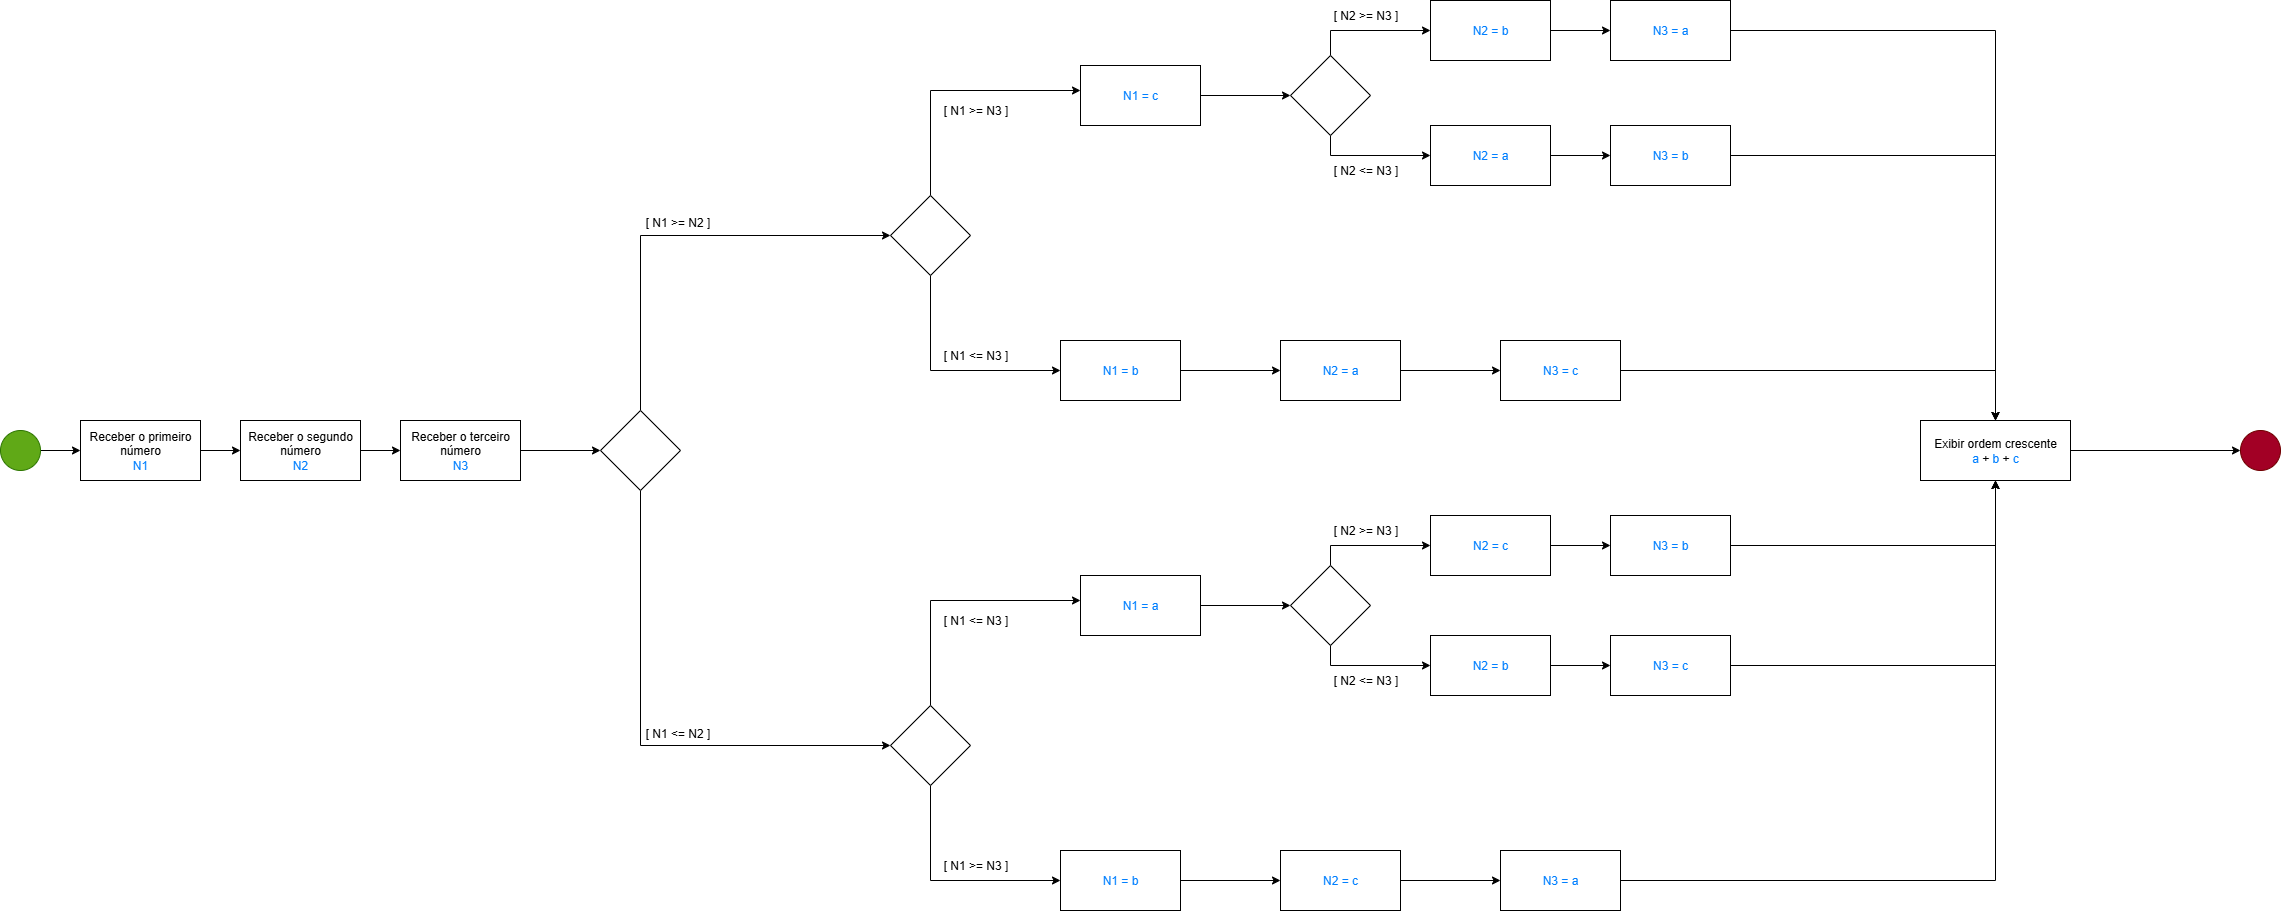 [ N2 >= N3 ]
N2 = b
N3 = a
[ N1 >= N3 ]
N1 = c
N2 = a
N3 = b
[ N2 <= N3 ]
[ N1 >= N2 ]
[ N1 <= N3 ]
N1 = b
N2 = a
N3 = c
Receber o primeiro
número
N1
Receber o segundo
número
N2
Receber o terceiro
número
N3
Exibir ordem crescente
a + b + c
[ N2 >= N3 ]
N2 = c
N3 = b
[ N1 <= N3 ]
N1 = a
N2 = b
N3 = c
[ N2 <= N3 ]
[ N1 <= N2 ]
[ N1 >= N3 ]
N1 = b
N2 = c
N3 = a